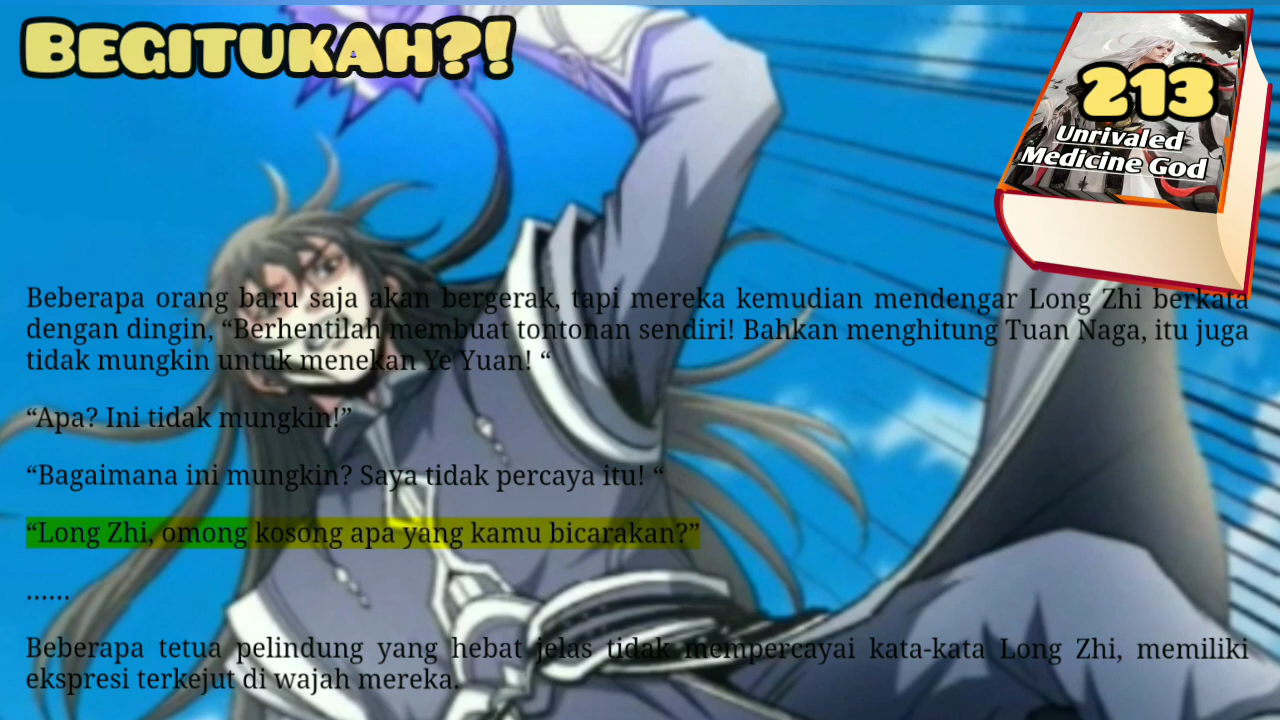 BEGITUKAH?!
213
Unrivaled
Medicine God
Beberapa orang baru saja akan bergerak, tapi mereka kemudian mendengar Long Zhi berkata
dengan dingin, “Berhentilah membuat tontonan sendiri! Bahkan menghitung Tuan Naga, itu juga
tidak mungkin untuk menekan Ye Yuan! “
“Apa? Ini tidak mungkin!”
“Bagaimana ini mungkin? Saya tidak percaya itu! “
“Long Zhi, omong kosong apa yang kamu bicarakan?”
……
Beberapa tetua pelindung yang hebat jelas tidak mempercayai kata-kata Long Zhi, memiliki
ekspresi terkejut di wajah mereka.